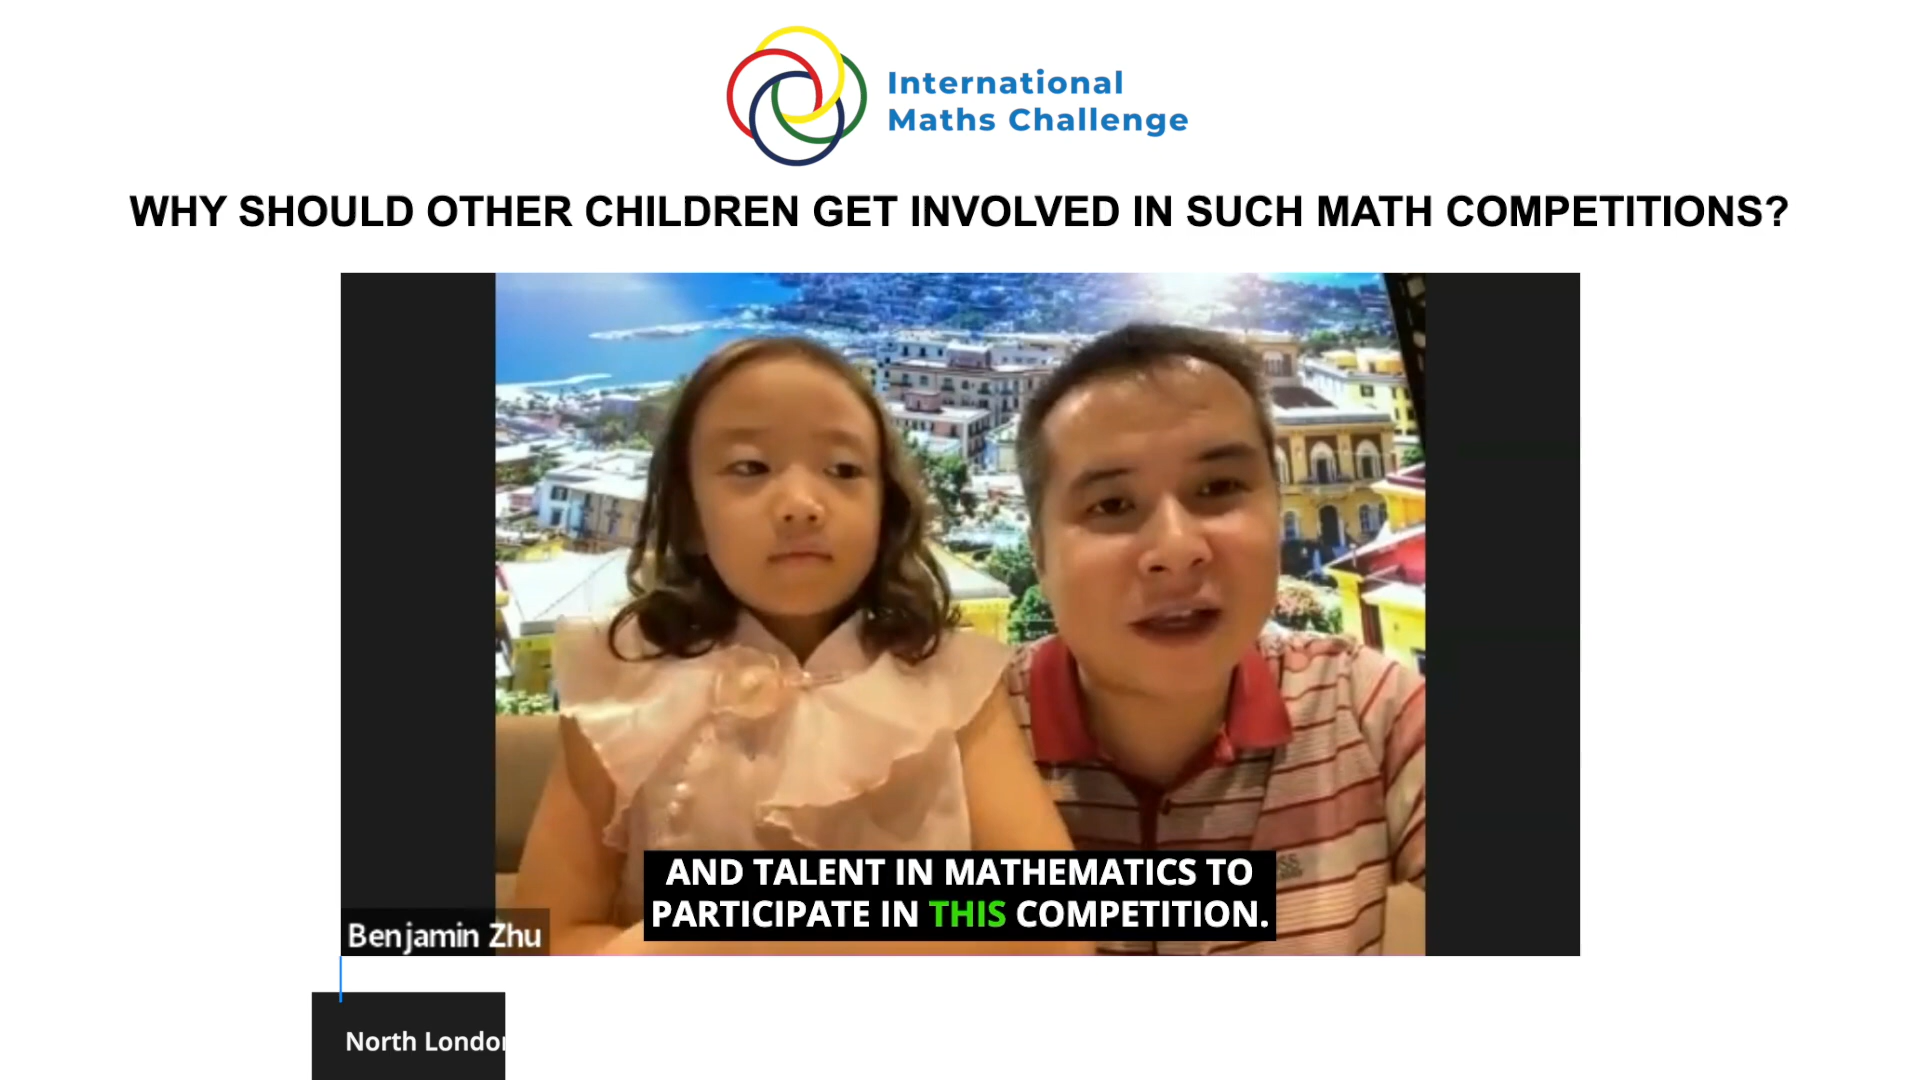 International
Maths Challenge
WHY SHOULD OTHER CHILDREN GET INVOLVED IN SUCH MATH COMPETITIONS?
AND TALENT IN MATHEMATICS TO
PARTICIPATE IN THIS COMPETITION.
Benjamin Zhu
North London